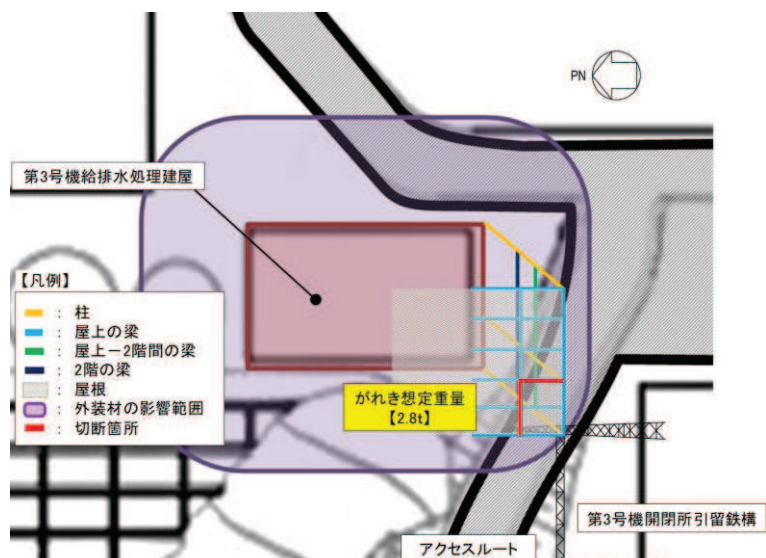 PN
第3号機給排水処理建屋
【凡例】
: 柱
: 屋上の梁
: 屋上－2階間の梁
: 2階の梁
: 屋根
: 外装材の影響範囲
: 切断箇所
がれき想定重量
【2.8t】
第3号機開閉所引留鉄構
アクセスルート